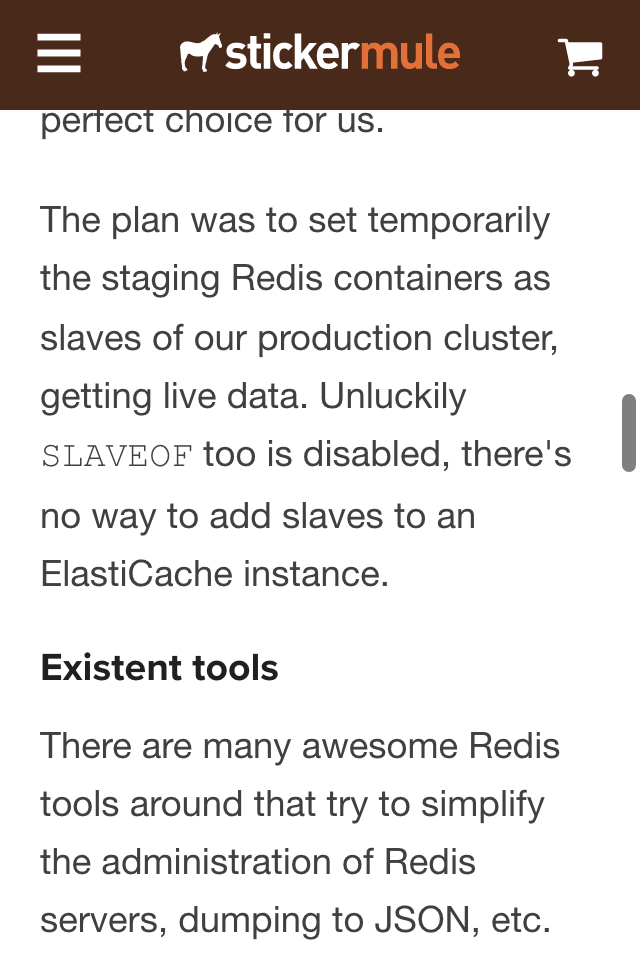 stickermule
perfect choice for us.
The plan was to set temporarily
the staging Redis containers as
slaves of our production cluster,
getting live data. Unluckily
SLAVEOF too is disabled, there's
no way to add slaves to an
ElastiCache instance.
Existent tools
There are many awesome Redis
tools around that try to simplify
the administration of Redis
servers, dumping to JSON, etc.